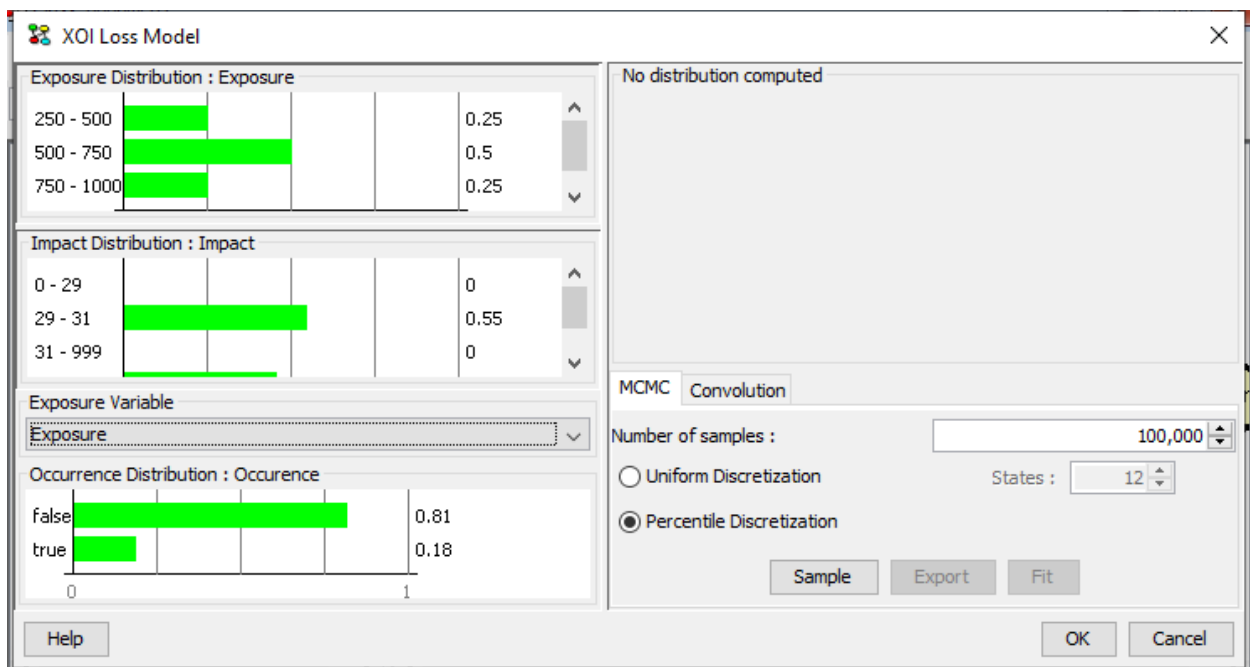 XOI Loss Model
Exposure Distribution : Exposure
250 - 500 0.25
500 - 750 0.5
750 - 1000 0.25
Impact Distribution : Impact
0 - 29 0
29 - 31 0.55
31 - 999 0
Exposure Variable
Exposure
Occurrence Distribution : Occurence
false 0.81
true 0.18
0 1
No distribution computed
MCMC Convolution
Number of samples : 100,000
Uniform Discretization States : 12
Percentile Discretization
Sample Export Fit
Help OK Cancel